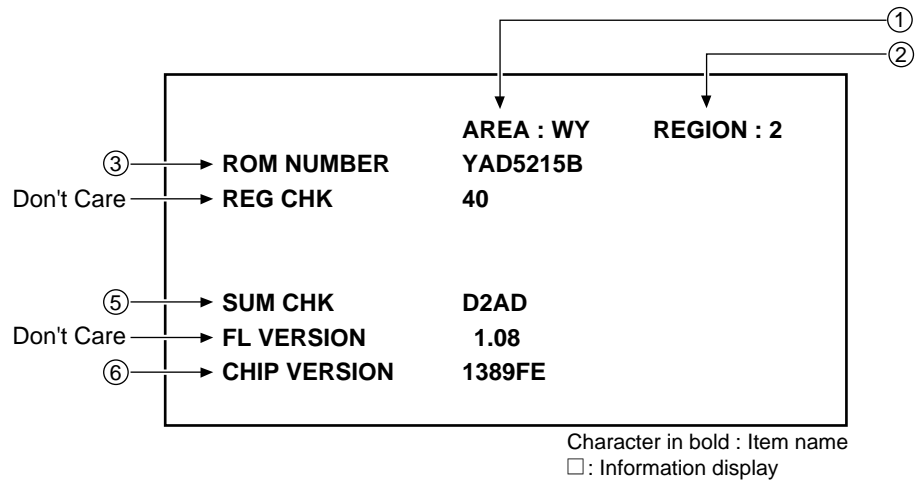 ①
②
AREA : WY REGION : 2
③ ROM NUMBER YAD5215B
Don't Care REG CHK 40
⑤ SUM CHK D2AD
Don't Care FL VERSION 1.08
⑥ CHIP VERSION 1389FE
Character in bold : Item name
□ : Information display